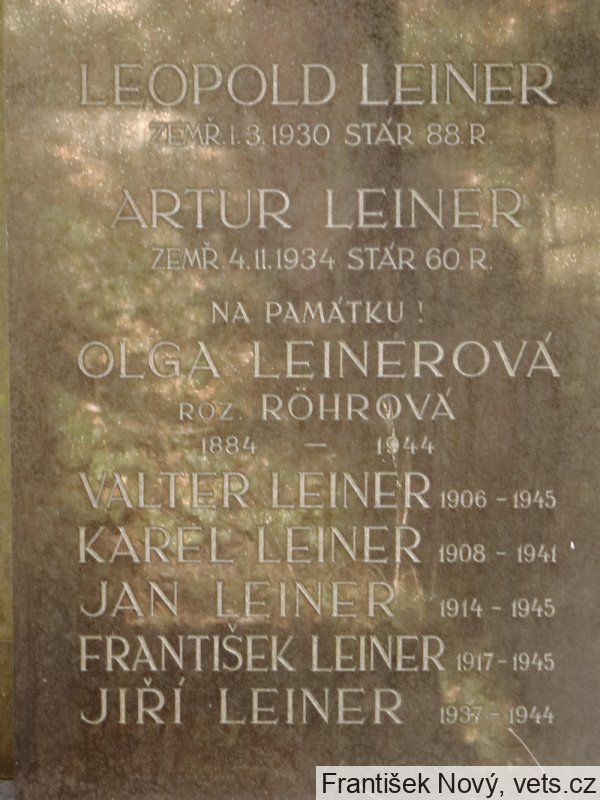 LEOPOLD LEINER
ZEMŘ. 1. 3. 1930 STÁR 88 R.
ARTUR LEINER
ZEMŘ. 4. 11. 1934 STÁR 60. R.
NA PAMÁTKU !
OLGA LEINEROVÁ
ROZ. RÖHROVÁ
1884 – 1944
VALTER LEINER 1906 – 1945
KAREL LEINER 1908 – 1941
JAN LEINER 1914 – 1945
FRANTIŠEK LEINER 1917 – 1945
JIŘÍ LEINER 1937 – 1944
František Nový, vets.cz